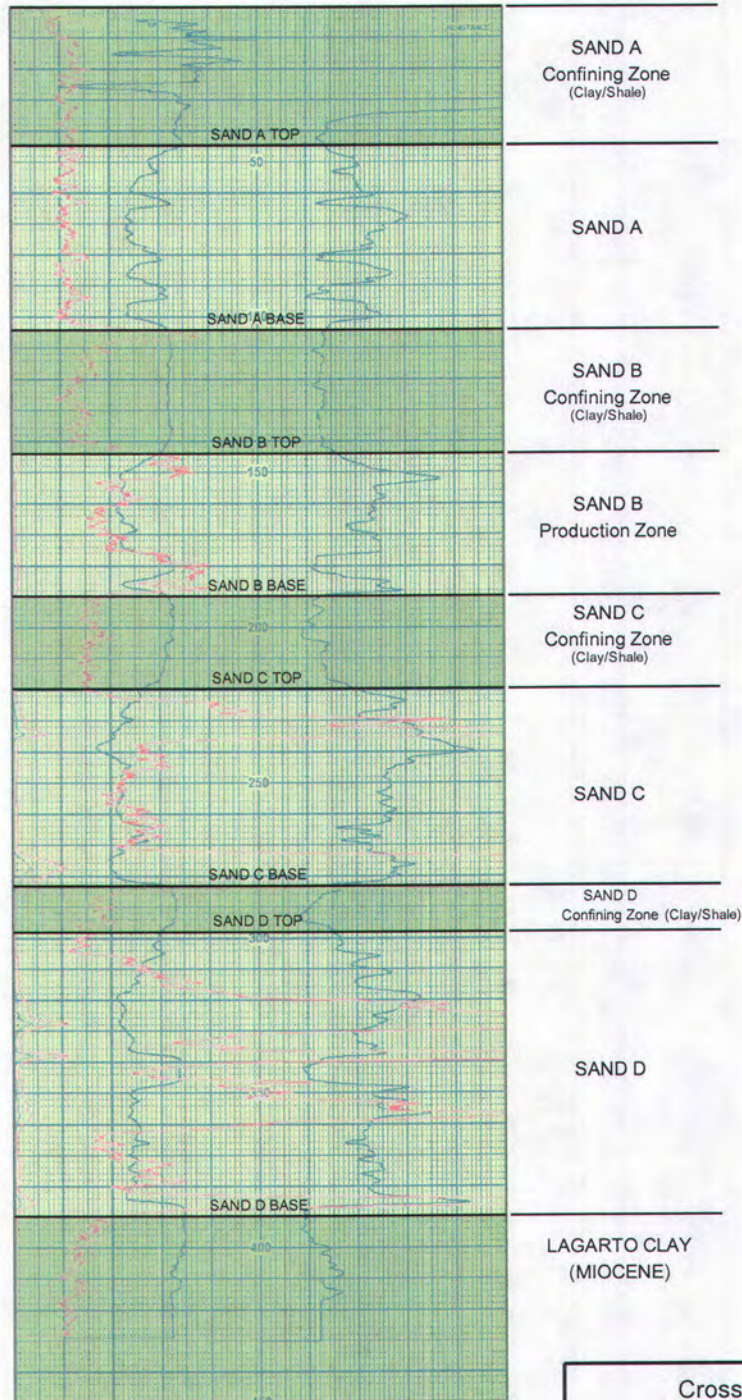 SAND A
Confining Zone
(Clay/Shale)
SAND A TOP
50
SAND A
SAND A BASE
SAND B
Confining Zone
(Clay/Shale)
SAND B TOP
150
SAND B
Production Zone
SAND B BASE
200
SAND C
Confining Zone
(Clay/Shale)
SAND C TOP
250
SAND C
SAND C BASE
SAND D
Confining Zone (Clay/Shale)
SAND D TOP
300
SAND D
SAND D BASE
LAGARTO CLAY
(MIOCENE)
400
Cross